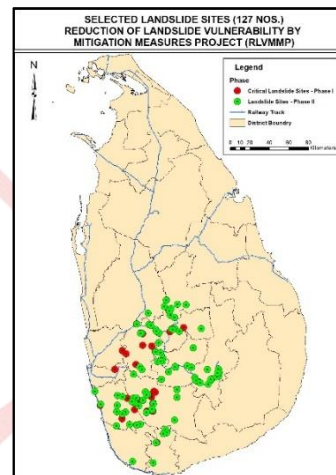 SELECTED LANDSLIDE SITES (127 NOS.)
REDUCTION OF LANDSLIDE VULNERABILITY BY
MITIGATION MEASURES PROJECT (RLVMMP)
N
Legend
Phase
Critical Landslide Sites - Phase I
Landslide Sites - Phase II
Railway Track
District Boundary
0 10 20 40 60 80
Kilometers